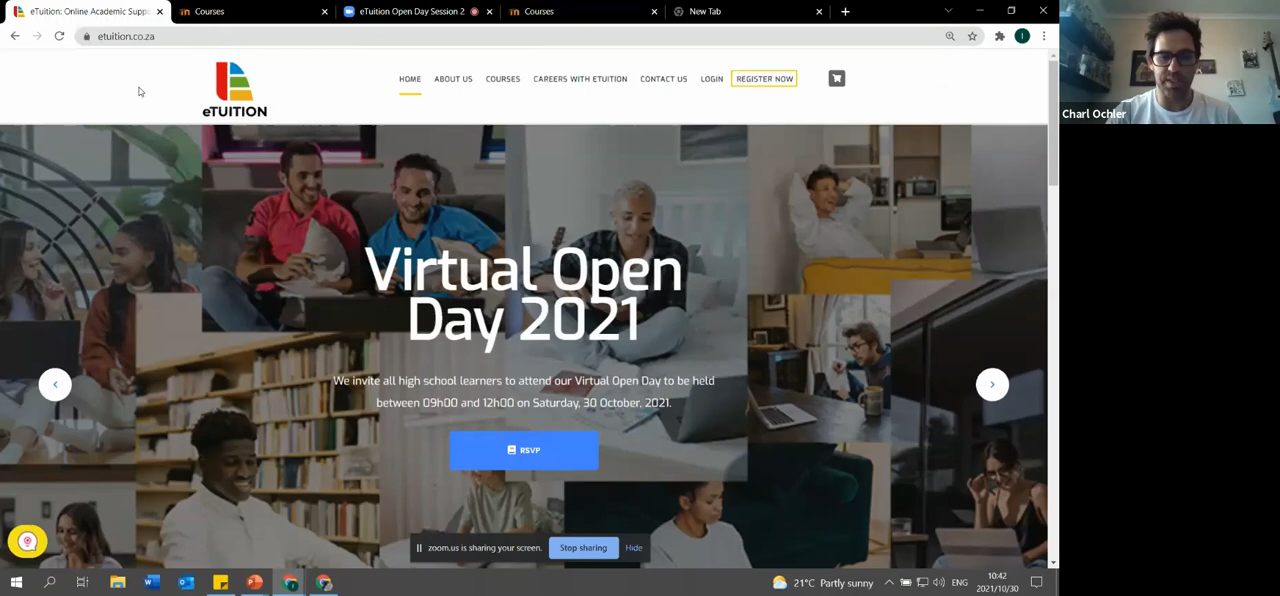 eTuition: Online Academic Suppo
Courses
eTuition Open Day Session 2
Courses
New Tab
etuition.co.za
eTUITION
HOME
ABOUT US
COURSES
CAREERS WITH ETUITION
CONTACT US
LOGIN
REGISTER NOW
Charl Ochler
Virtual Open
Day 2021
We invite all high school learners to attend our Virtual Open Day to be held
between 09h00 and 12h00 on Saturday, 30 October, 2021.
RSVP
zoom.us is sharing your screen.
Stop sharing
Hide
21°C Partly sunny
ENG
10:42
2021/10/30